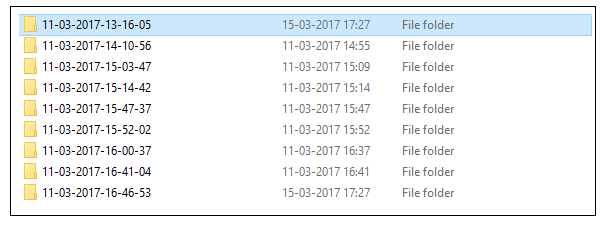 11-03-2017-13-16-05 15-03-2017 17:27 File folder
11-03-2017-14-10-56 11-03-2017 14:55 File folder
11-03-2017-15-03-47 11-03-2017 15:09 File folder
11-03-2017-15-14-42 11-03-2017 15:14 File folder
11-03-2017-15-47-37 11-03-2017 15:47 File folder
11-03-2017-15-52-02 11-03-2017 15:52 File folder
11-03-2017-16-00-37 11-03-2017 16:37 File folder
11-03-2017-16-41-04 11-03-2017 16:41 File folder
11-03-2017-16-46-53 15-03-2017 17:27 File folder